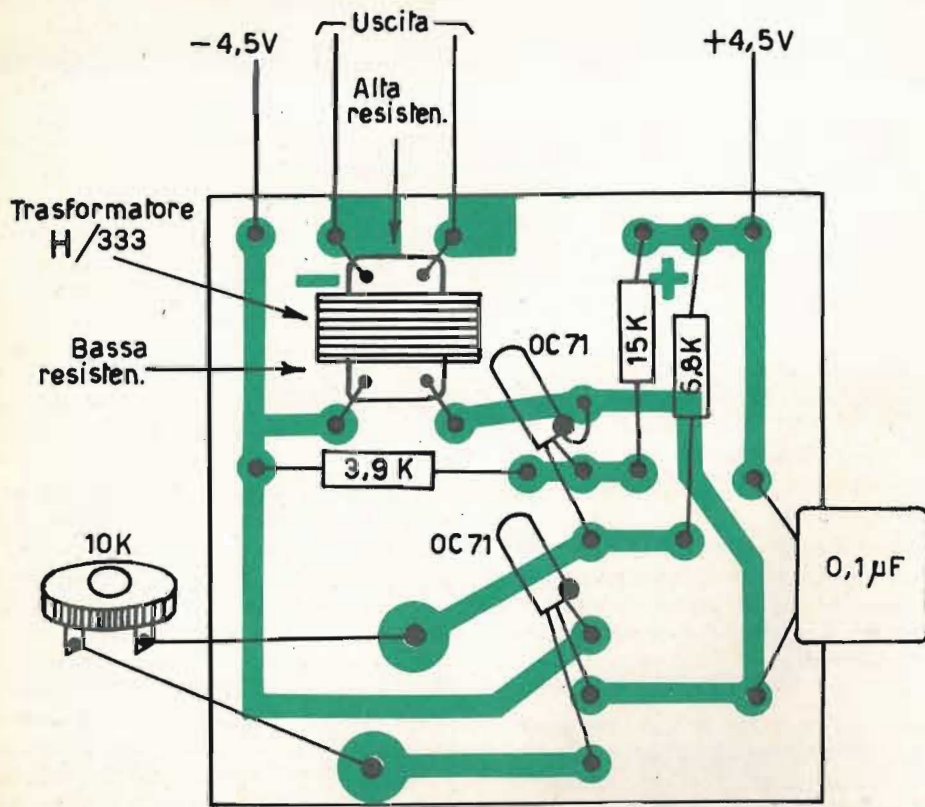 Uscita
-4,5V
+4,5V
Alta
resisten.
Trasformatore
H/333
-
+
Bassa
resisten.
OC71
15K
6,8K
3,9K
OC71
10K
0,1µF